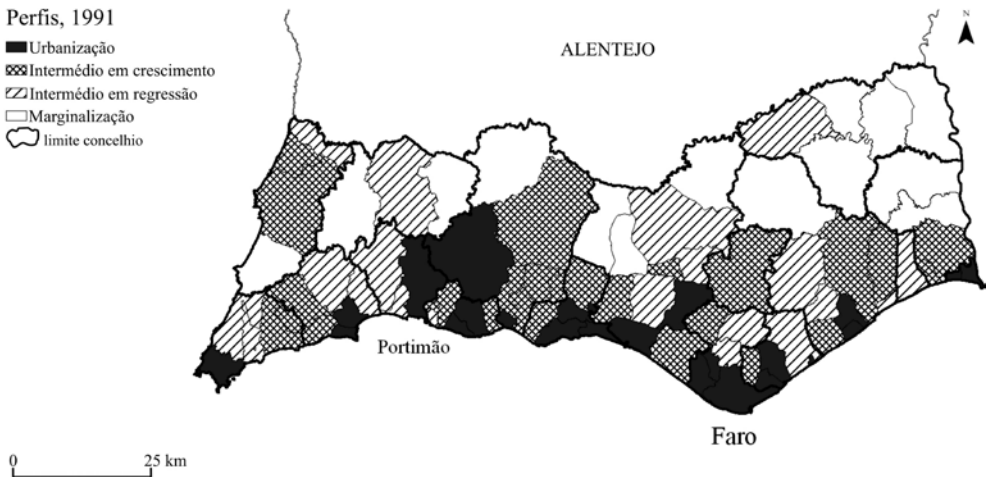 Perfis, 1991
Urbanização
Intermédio em crescimento
Intermédio em regressão
Marginalização
limite concelhio
ALENTEJO
N
Portimão
Faro
0 25 km